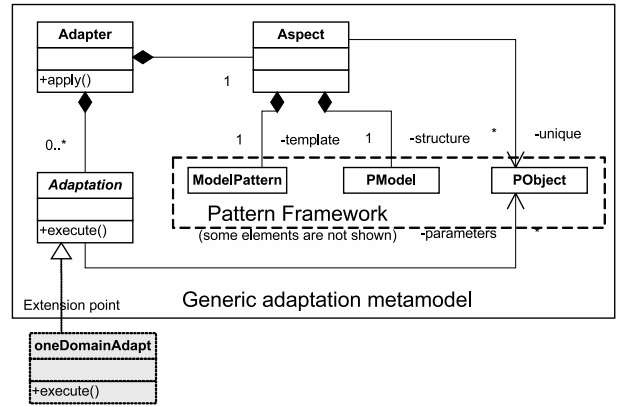 Adapter
Aspect
+apply()
1
0..*
1
-template
1
-structure
*
-unique
Adaptation
ModelPattern
PModel
PObject
+execute()
Pattern Framework
(some elements are not shown)
-parameters
*
Extension point
Generic adaptation metamodel
oneDomainAdapt
+execute()